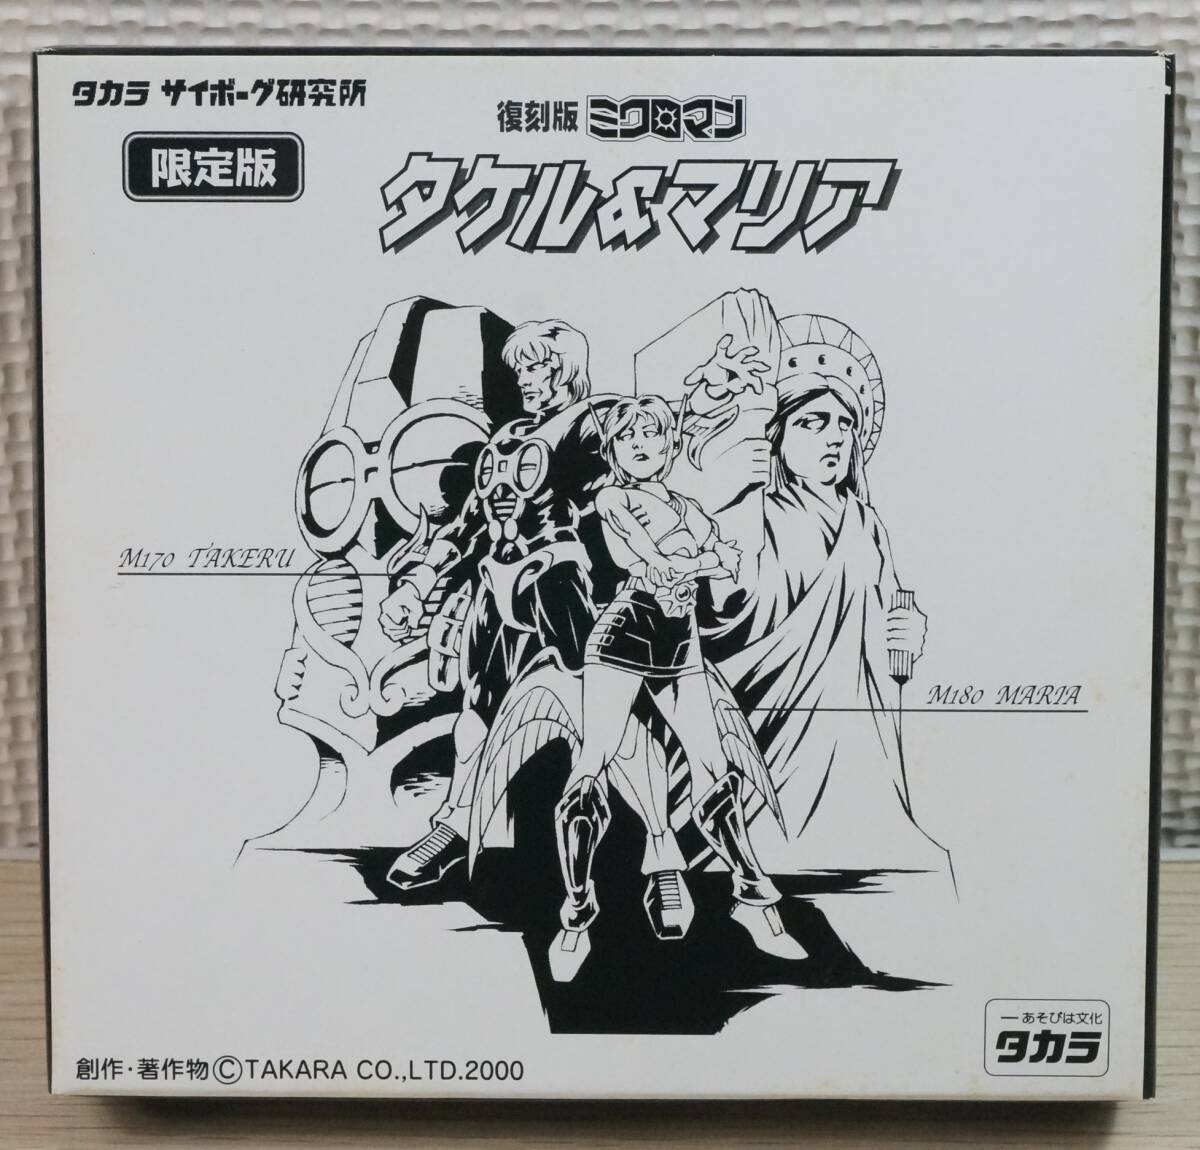 タカラ サイボーグ研究所
限定版
復刻版 ミクロマン
タケル&マリア
M170 TAKERU
M180 MARIA
創作・著作物©TAKARA CO.,LTD.2000
―あそびは文化
タカラ